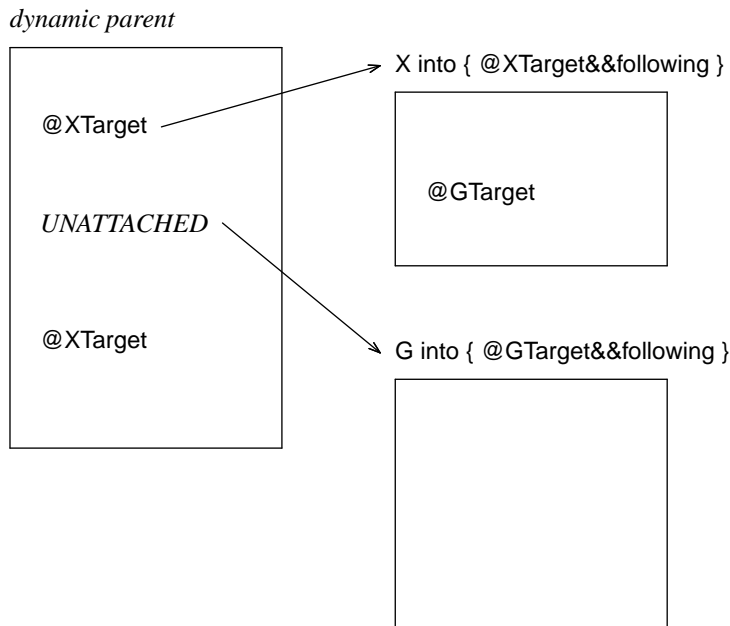 dynamic parent
X into { @XTarget&&following }
@XTarget
@GTarget
UNATTACHED
@XTarget
G into { @GTarget&&following }